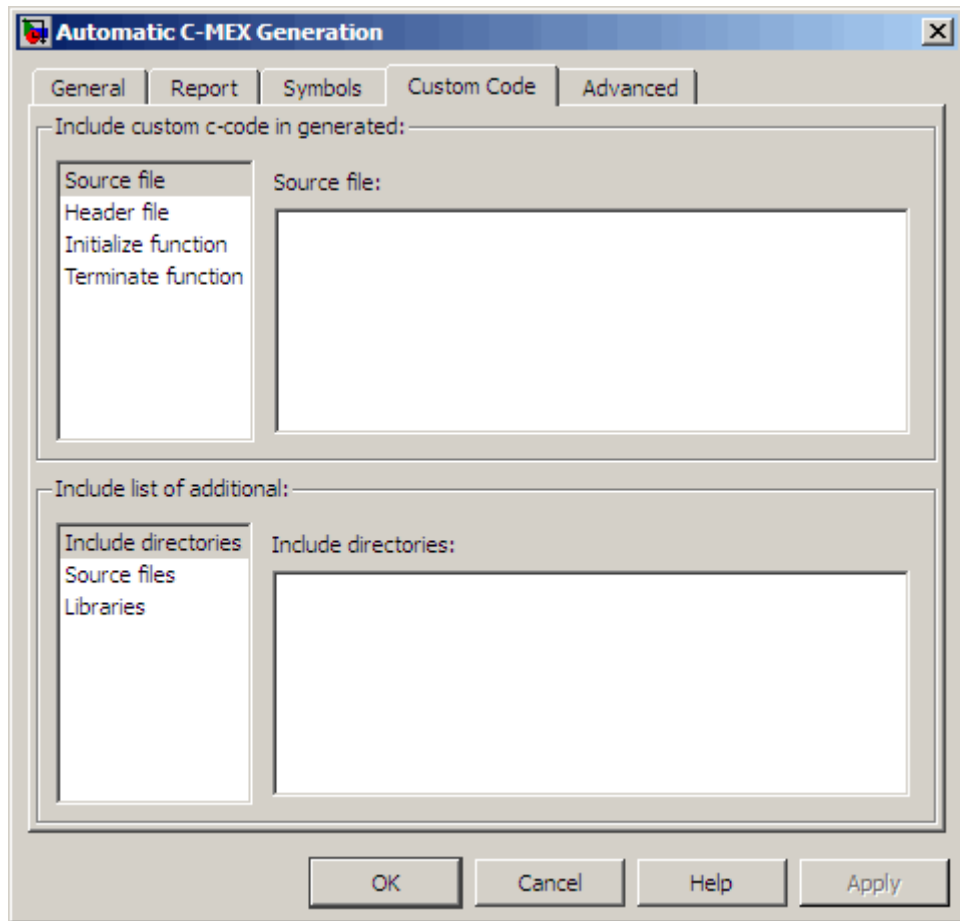 Automatic C-MEX Generation
General Report Symbols Custom Code Advanced
Include custom c-code in generated:
Source file
Header file
Initialize function
Terminate function
Source file:
Include list of additional:
Include directories
Source files
Libraries
Include directories:
OK Cancel Help Apply